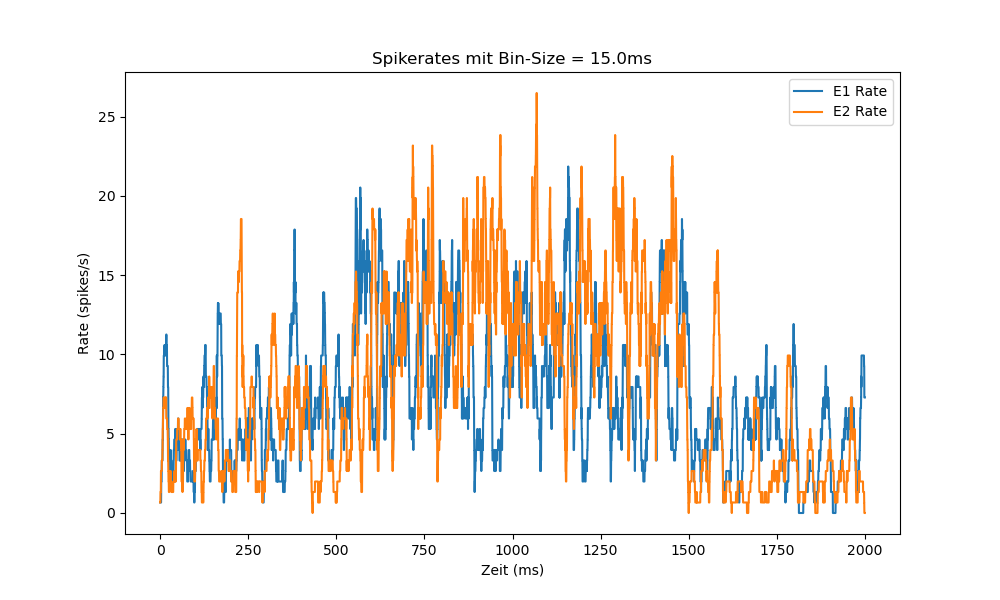 Spikerates mit Bin-Size = 15.0ms
E1 Rate
E2 Rate
25
20
15
10
5
0
Rate (spikes/s)
0 250 500 750 1000 1250 1500 1750 2000
Zeit (ms)